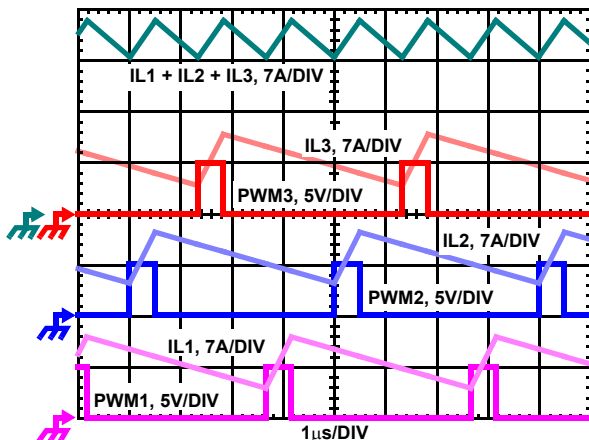 IL1 + IL2 + IL3, 7A/DIV
IL3, 7A/DIV
PWM3, 5V/DIV
IL2, 7A/DIV
PWM2, 5V/DIV
IL1, 7A/DIV
PWM1, 5V/DIV
1μs/DIV